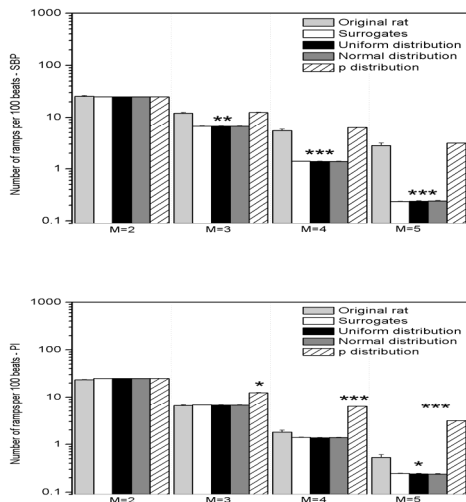 Number of ramps per 100 beats - SBP
1000
100
10
1
0.1
Original rat
Surrogates
Uniform distribution
Normal distribution
p distribution
**
***
***
M=2 M=3 M=4 M=5
Number of ramps per 100 beats - PI
1000
100
10
1
0.1
Original rat
Surrogates
Uniform distribution
Normal distribution
p distribution
*
***
***
*
M=2 M=3 M=4 M=5